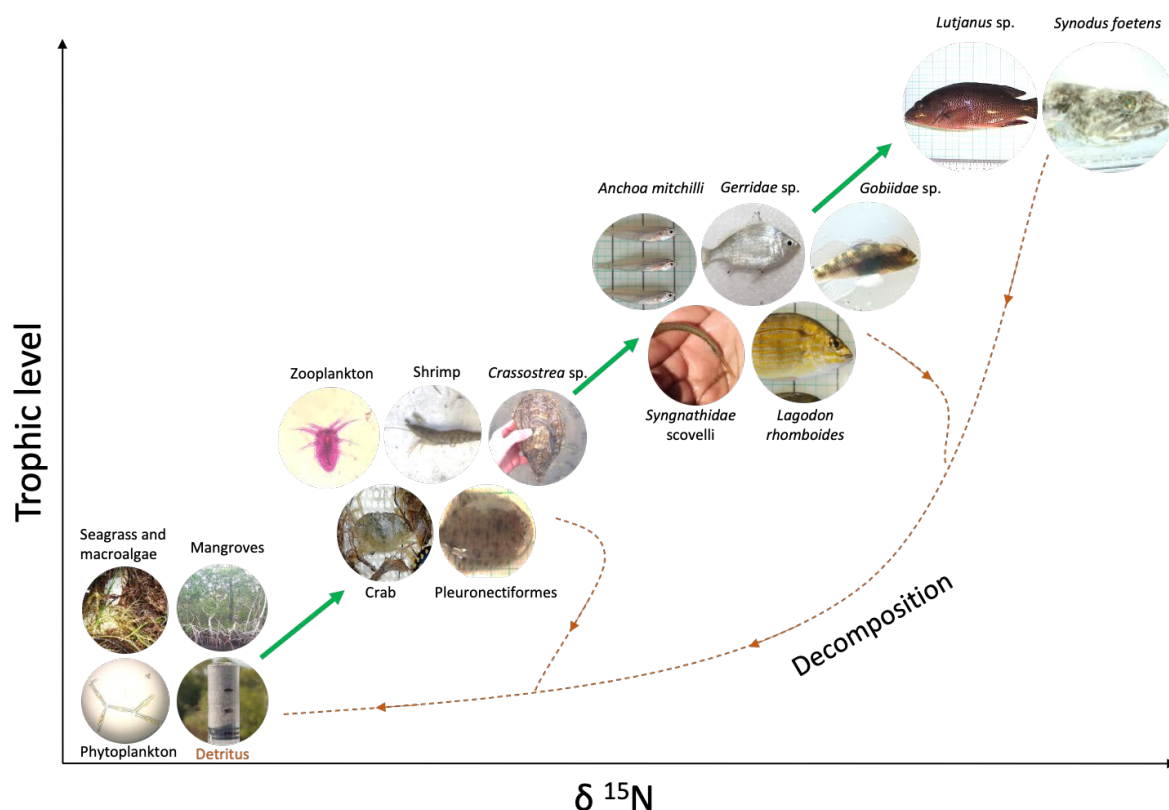 Lutjanus sp.
Synodus foetens
Anchoa mitchilli
Gerridae sp.
Gobiidae sp.
Syngnathidae
scovelli
Lagodon
rhomboides
Zooplankton
Shrimp
Crassostrea sp.
Crab
Pleuronectiformes
Seagrass and
macroalgae
Mangroves
Phytoplankton
Detritus
Decomposition
Trophic level
δ ¹⁵N